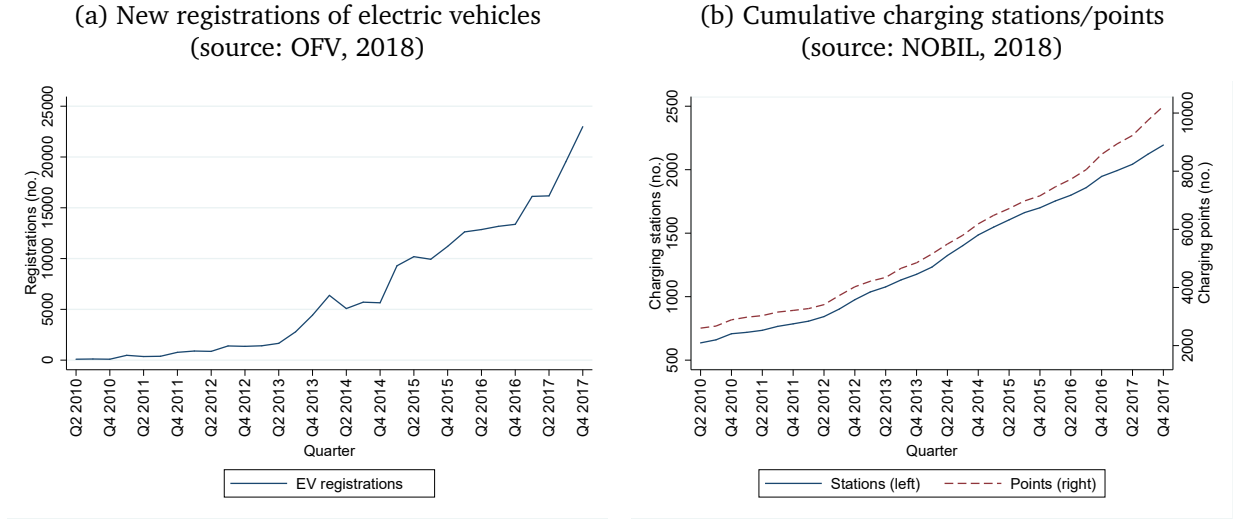 (a) New registrations of electric vehicles
(source: OFV, 2018)
Registrations (no.)
25000
20000
15000
10000
5000
0
Q2 2010
Q4 2010
Q2 2011
Q4 2011
Q2 2012
Q4 2012
Q2 2013
Q4 2013
Q2 2014
Q4 2014
Q2 2015
Q4 2015
Q2 2016
Q4 2016
Q2 2017
Q4 2017
Quarter
EV registrations
(b) Cumulative charging stations/points
(source: NOBIL, 2018)
Charging stations (no.)
2500
2000
1500
1000
500
Charging points (no.)
10000
8000
6000
4000
2000
Q2 2010
Q4 2010
Q2 2011
Q4 2011
Q2 2012
Q4 2012
Q2 2013
Q4 2013
Q2 2014
Q4 2014
Q2 2015
Q4 2015
Q2 2016
Q4 2016
Q2 2017
Q4 2017
Quarter
Stations (left)
Points (right)